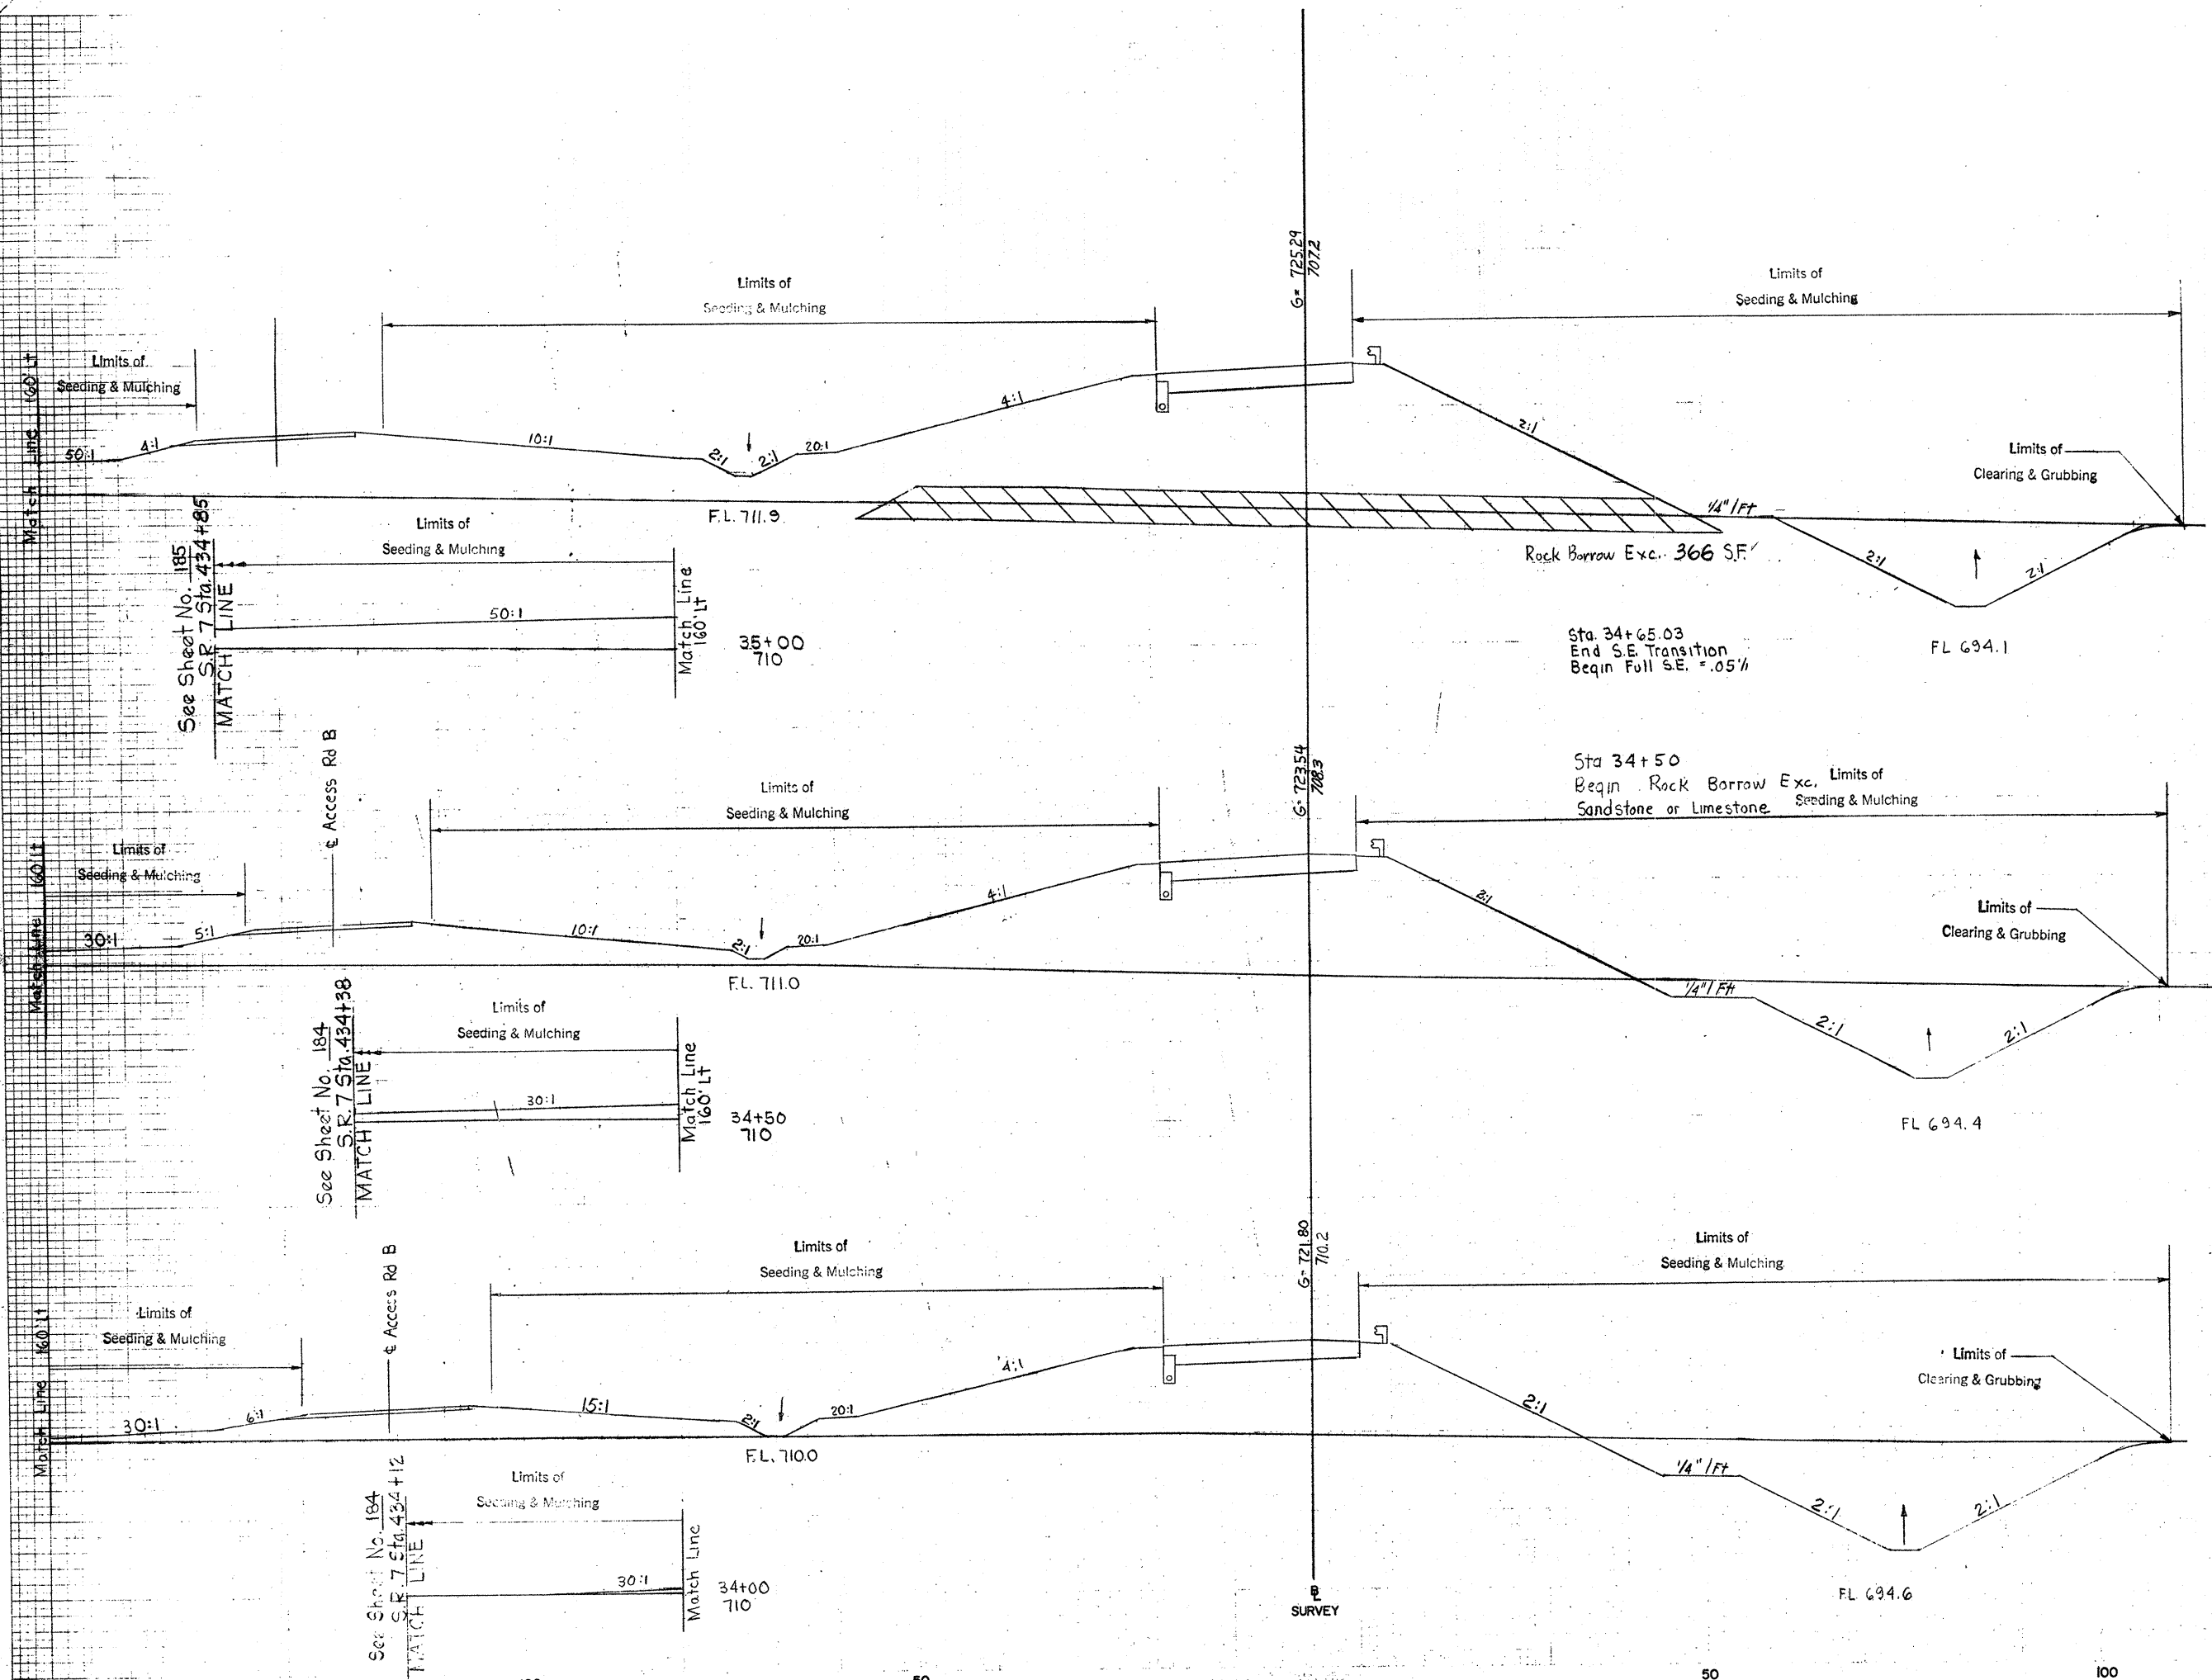 G= 725.29
707.2
Limits of
Seeding & Mulching
Limits of
Seeding & Mulching
Limits of
Seeding & Mulching
Match Line 160' Lt
50:1
4:1
10:1
2:1
2:1
20:1
4:1
2:1
Limits of
Clearing & Grubbing
F.L. 711.9
1/4"/Ft
Rock Borrow Exc. 366 S.F.
2:1
2:1
See Sheet No. 185
S.R. 7 Sta. 434+85
MATCH LINE
Limits of
Seeding & Mulching
50:1
Match Line
160' Lt
35+00
710
Sta. 34+65.03
End S.E. Transition
Begin Full S.E. = .05'/'
FL 694.1
G= 723.54
708.3
Sta 34+50
Begin Rock Borrow Exc.
Sandstone or Limestone
Limits of
Seeding & Mulching
Limits of
Seeding & Mulching
℄ Access Rd B
Limits of
Seeding & Mulching
Match Line 160' Lt
30:1
5:1
10:1
2:1
20:1
4:1
2:1
Limits of
Clearing & Grubbing
F.L. 711.0
1/4"/Ft
2:1
2:1
See Sheet No. 184
S.R. 7 Sta. 434+38
MATCH LINE
Limits of
Seeding & Mulching
30:1
Match Line
160' Lt
34+50
710
FL 694.4
G= 721.80
710.2
Limits of
Seeding & Mulching
Limits of
Seeding & Mulching
℄ Access Rd B
Limits of
Seeding & Mulching
Match Line 160' Lt
30:1
6:1
15:1
2:1
20:1
4:1
2:1
Limits of
Clearing & Grubbing
F.L. 710.0
1/4"/Ft
2:1
2:1
See Sheet No. 184
S.R. 7 Sta. 434+12
MATCH LINE
Limits of
Seeding & Mulching
30:1
Match Line
34+00
710
BL
SURVEY
FL 694.6
100
50
50
100